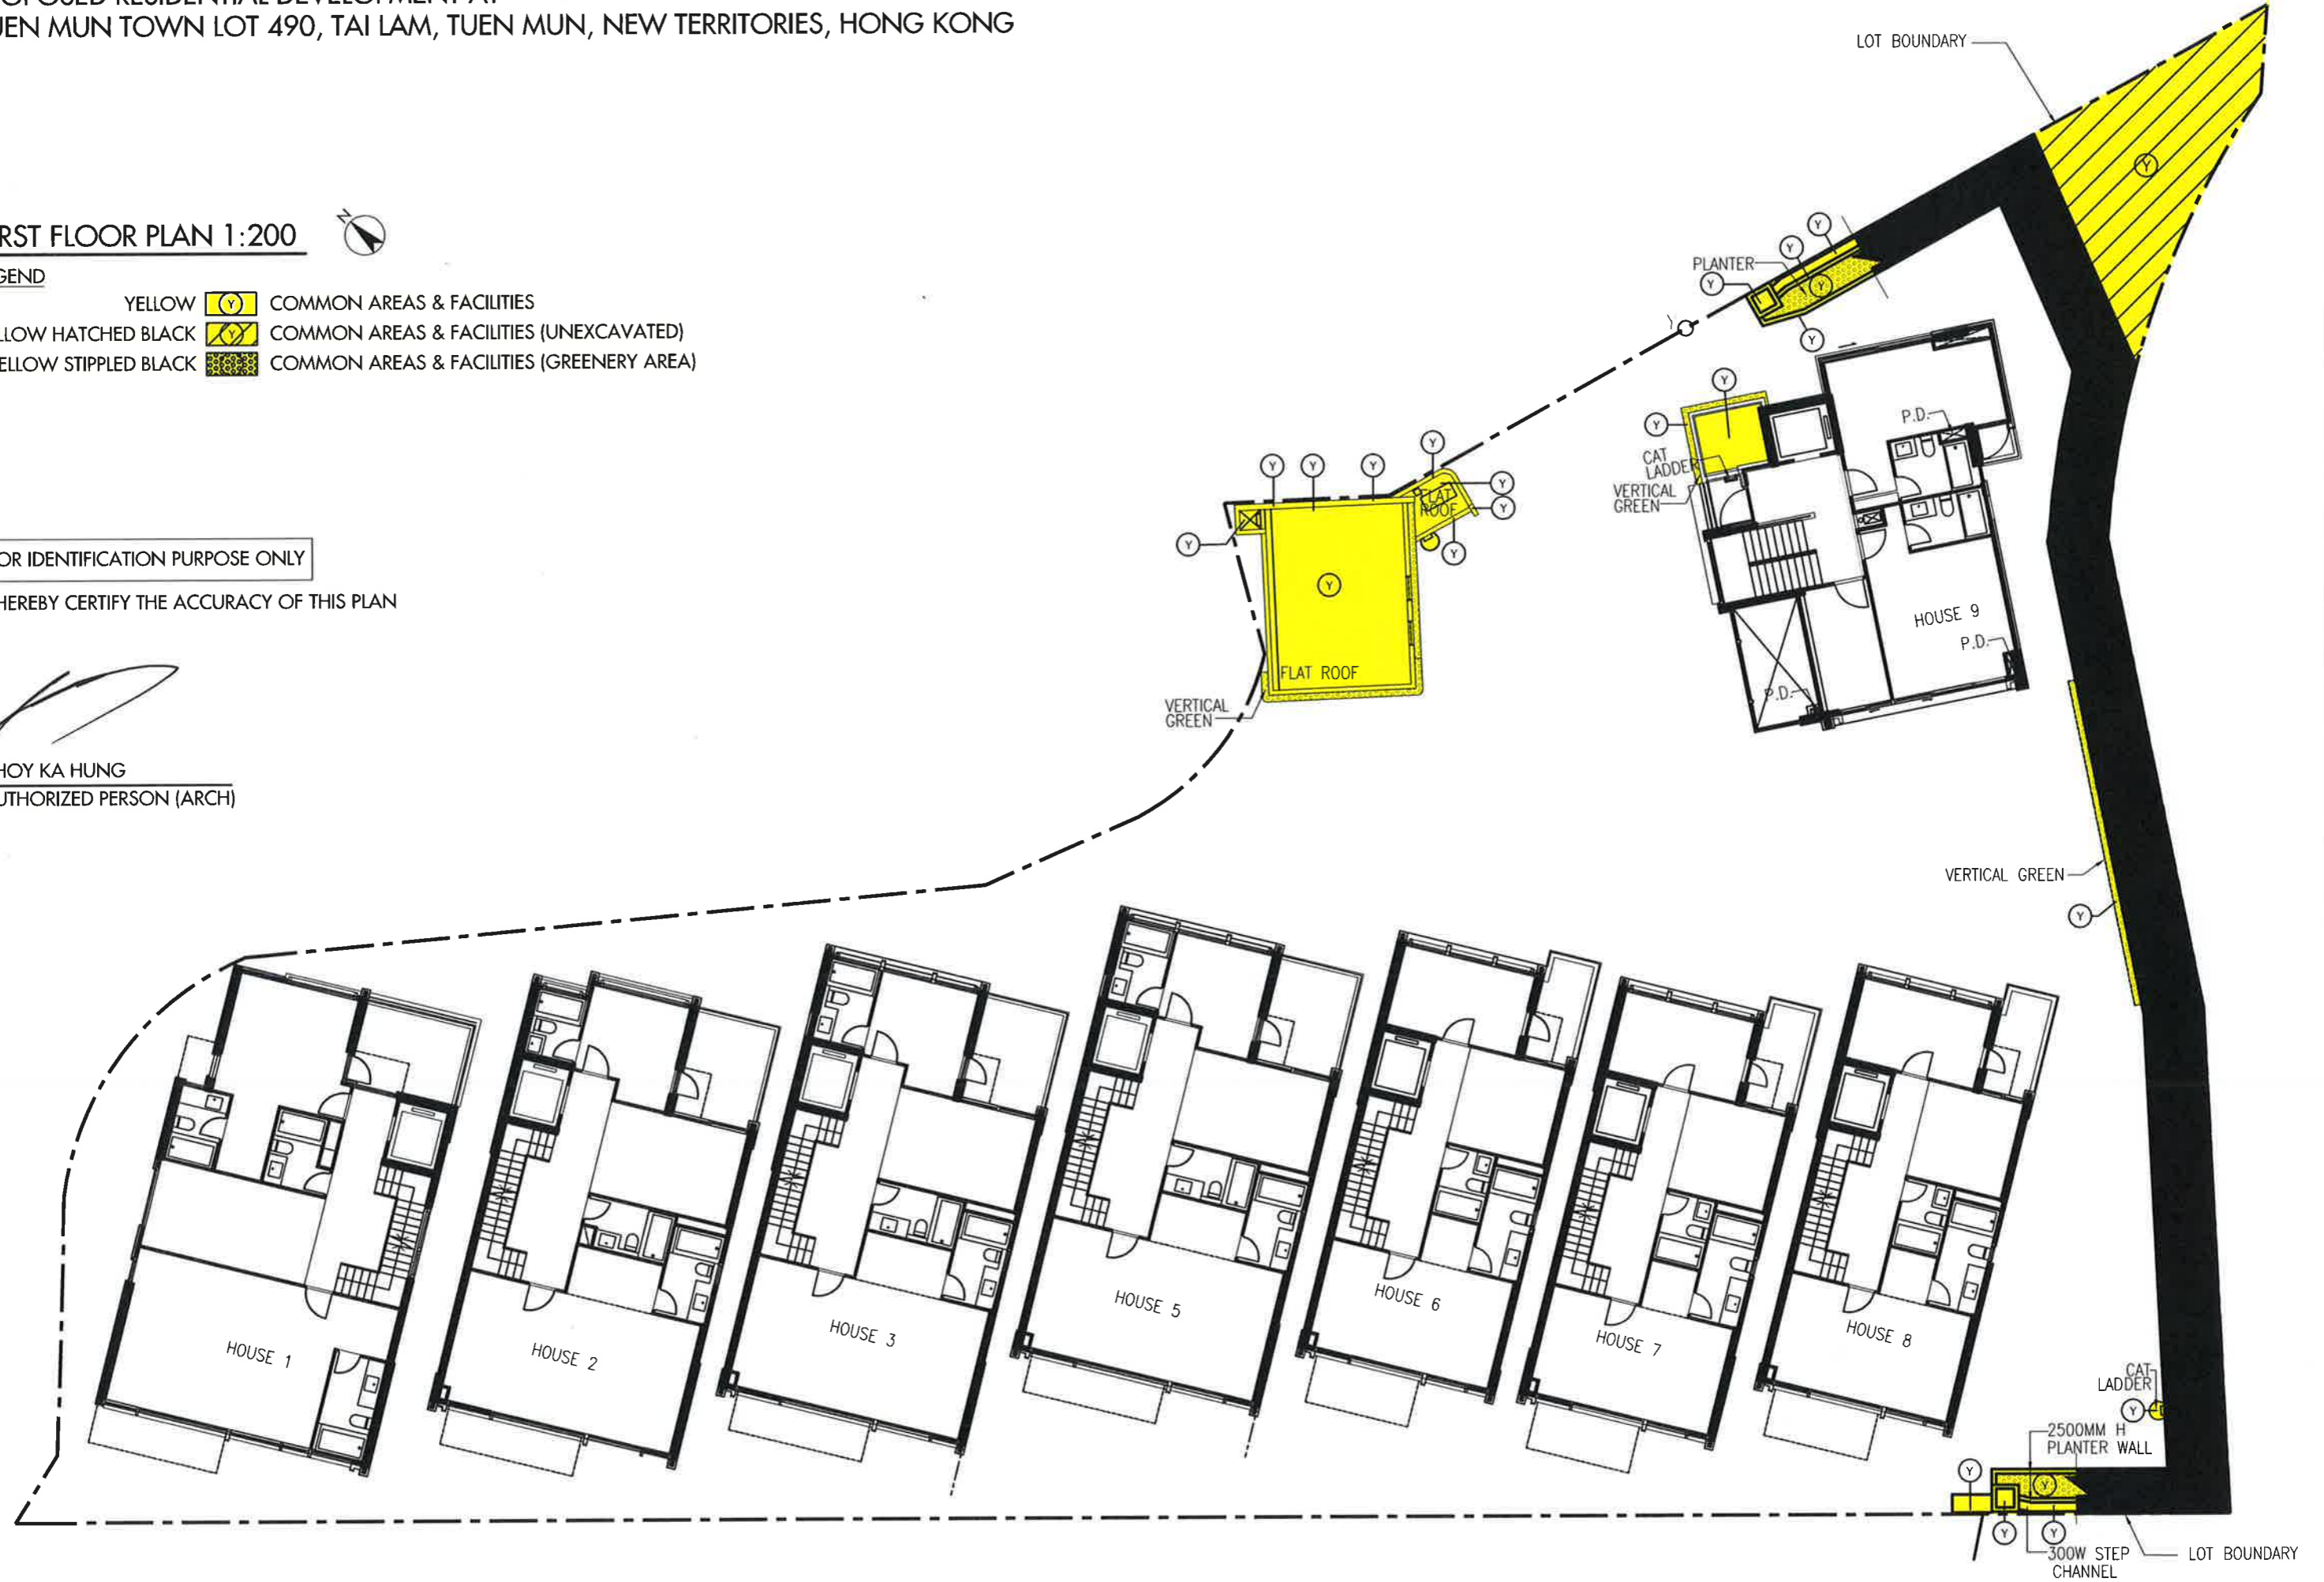 OPOSED RESIDENTIAL DEVELOPMENT AT
UEN MUN TOWN LOT 490, TAI LAM, TUEN MUN, NEW TERRITORIES, HONG KONG
LOT BOUNDARY
RST FLOOR PLAN 1:200
N
GEND
YELLOW Y COMMON AREAS & FACILITIES
LLOW HATCHED BLACK Y COMMON AREAS & FACILITIES (UNEXCAVATED)
ELLOW STIPPLED BLACK COMMON AREAS & FACILITIES (GREENERY AREA)
OR IDENTIFICATION PURPOSE ONLY
HEREBY CERTIFY THE ACCURACY OF THIS PLAN
HOY KA HUNG
UTHORIZED PERSON (ARCH)
Y
Y
Y
PLANTER
Y
Y
Y
Y
Y
CAT
LADDER
VERTICAL
GREEN
P.D.
HOUSE 9
P.D.
P.D.
Y
Y
Y
Y
Y
Y
Y
Y
FLAT
ROOF
Y
FLAT ROOF
VERTICAL
GREEN
VERTICAL GREEN
Y
HOUSE 1
HOUSE 2
HOUSE 3
HOUSE 5
HOUSE 6
HOUSE 7
HOUSE 8
CAT
LADDER
Y
2500MM H
PLANTER WALL
Y
Y
Y
Y
300W STEP
CHANNEL
LOT BOUNDARY